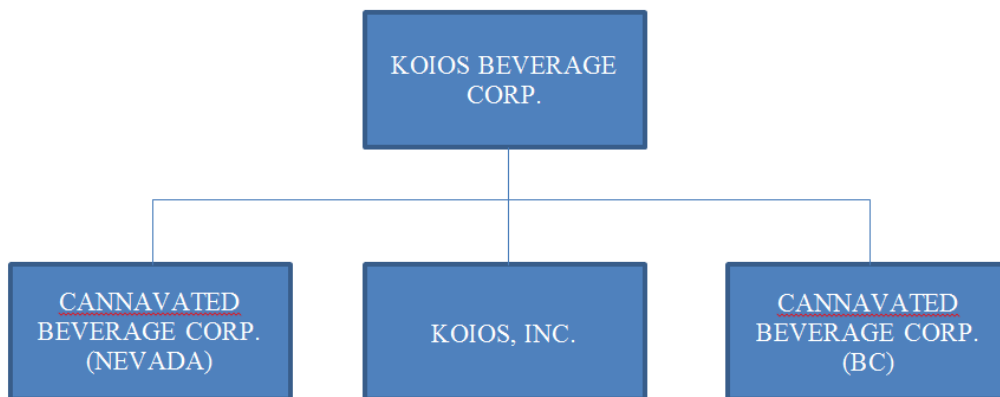 KOIOS BEVERAGE
CORP.
CANNAVATED
BEVERAGE CORP.
(NEVADA)
KOIOS, INC.
CANNAVATED
BEVERAGE CORP.
(BC)